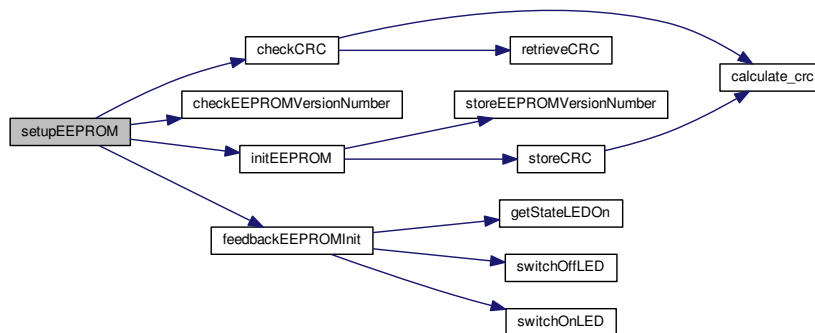 checkCRC
retrieveCRC
calculate_crc
checkEEPROMVersionNumber
storeEEPROMVersionNumber
setupEEPROM
initEEPROM
storeCRC
getStateLEDOn
feedbackEEPROMInit
switchOffLED
switchOnLED